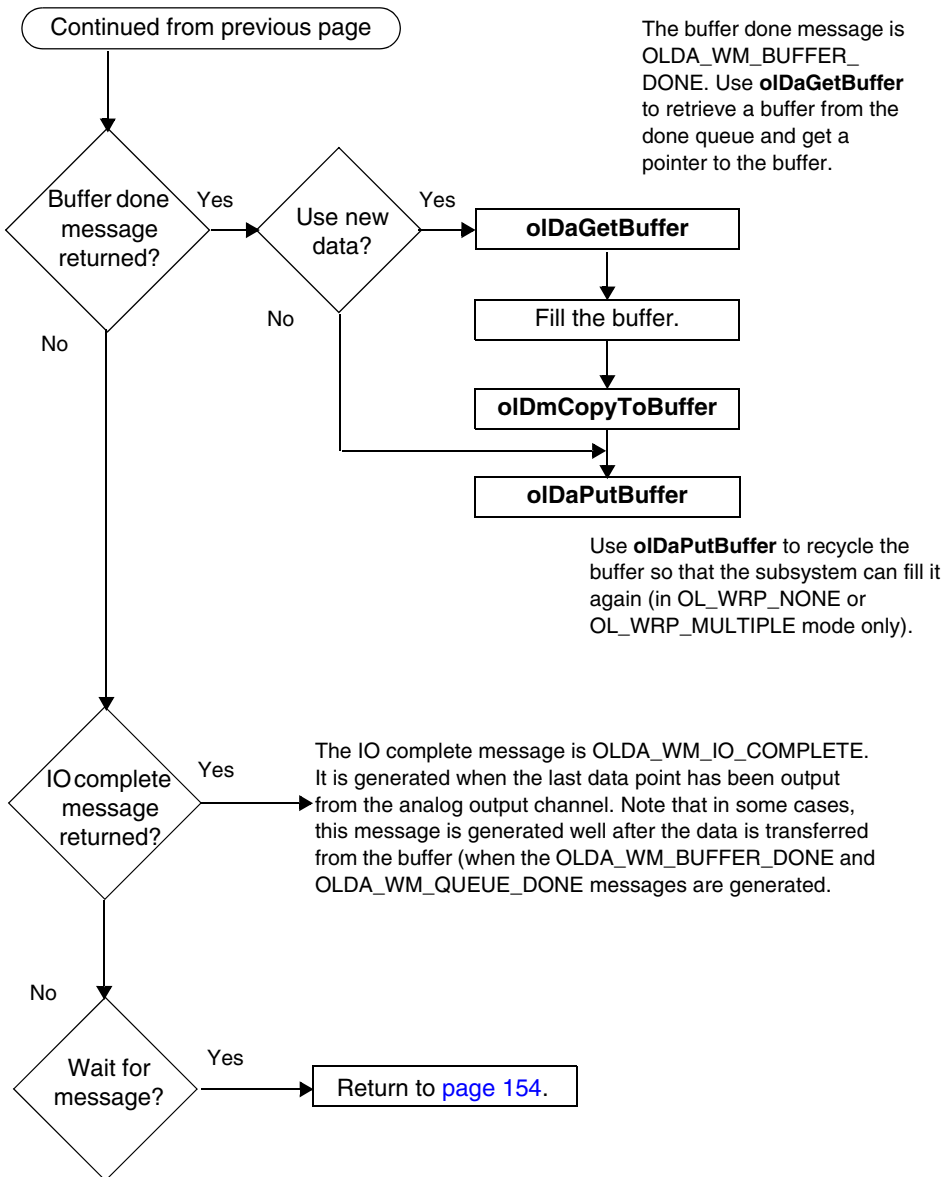 Continued from previous page
The buffer done message is
OLDA_WM_BUFFER_
DONE. Use olDaGetBuffer
to retrieve a buffer from the
done queue and get a
pointer to the buffer.
Buffer done
message
returned?
Yes
Use new
data?
Yes
olDaGetBuffer
No
Fill the buffer.
No
olDmCopyToBuffer
olDaPutBuffer
Use olDaPutBuffer to recycle the
buffer so that the subsystem can fill it
again (in OL_WRP_NONE or
OL_WRP_MULTIPLE mode only).
IO complete
message
returned?
Yes
The IO complete message is OLDA_WM_IO_COMPLETE.
It is generated when the last data point has been output
from the analog output channel. Note that in some cases,
this message is generated well after the data is transferred
from the buffer (when the OLDA_WM_BUFFER_DONE and
OLDA_WM_QUEUE_DONE messages are generated.
No
Wait for
message?
Yes
Return to page 154.